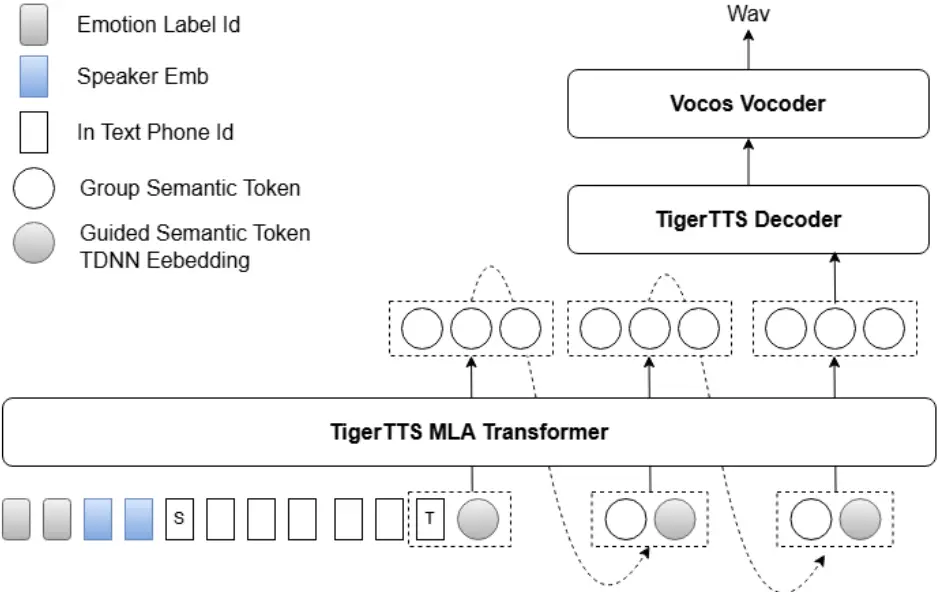 Emotion Label Id
Speaker Emb
In Text Phone Id
Group Semantic Token
Guided Semantic Token
TDNN Eebedding
Wav
Vocos Vocoder
TigerTTS Decoder
TigerTTS MLA Transformer
S
T